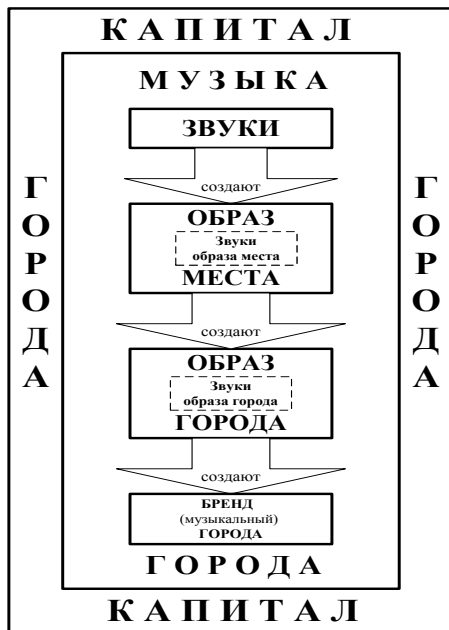 КАПИТАЛ
ГОРОДА
ГОРОДА
МУЗЫКА
ЗВУКИ
создают
ОБРАЗ
Звуки
образа места
МЕСТА
создают
ОБРАЗ
Звуки
образа города
ГОРОДА
создают
БРЕНД
(музыкальный)
ГОРОДА
ГОРОДА
КАПИТАЛ